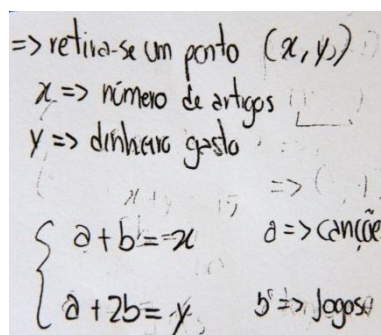 => retira-se um ponto (x, y)
x => número de artigos
y => dinheiro gasto
a + b = x a => canções
a + 2b = y b => jogos